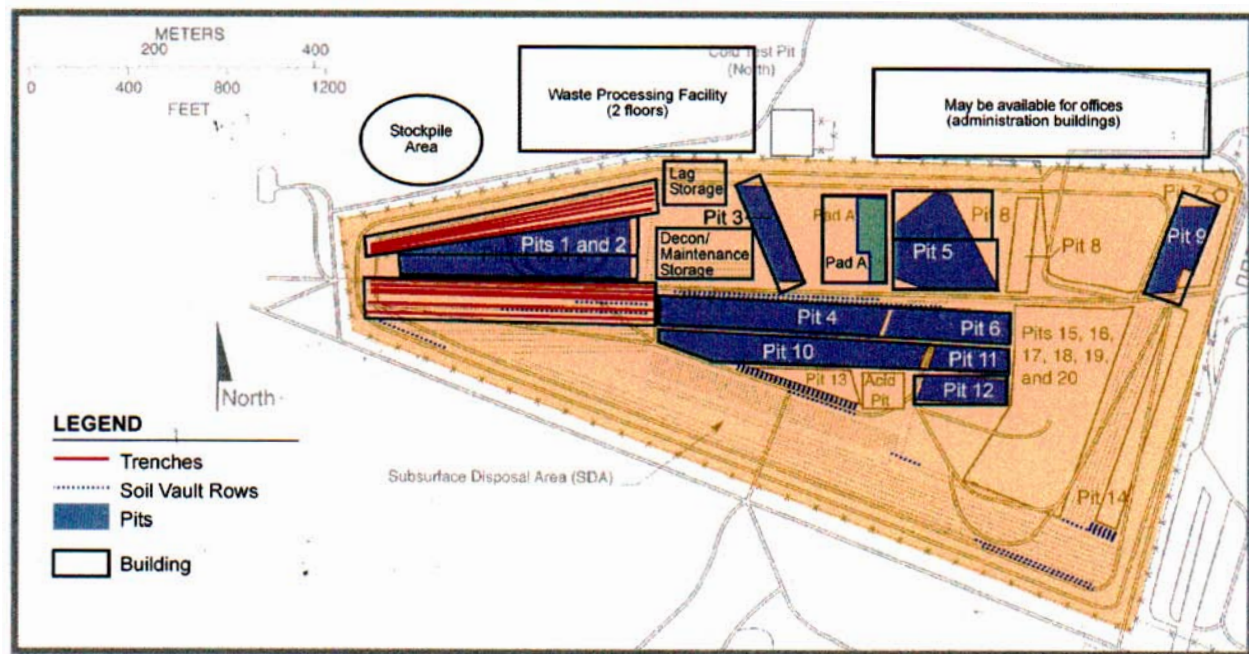 METERS
200 400
0 400 800 1200
FEET
Stockpile
Area
Waste Processing Facility
(2 floors)
Cold Test Pit
(North)
May be available for offices
(administration buildings)
Lag
Storage
Pit 3
Pits 1 and 2
Decon/
Maintenance
Storage
Pad A
Pad A
Pit 5
Pit 8
Pit 8
Pit 7
Pit 9
Pit 4
Pit 6
Pit 10
Pit 11
Pit 12
Pit 13
Acid
Pit
Pits 15, 16,
17, 18, 19,
and 20
Pit 14
North
Subsurface Disposal Area (SDA)
LEGEND
Trenches
Soil Vault Rows
Pits
Building